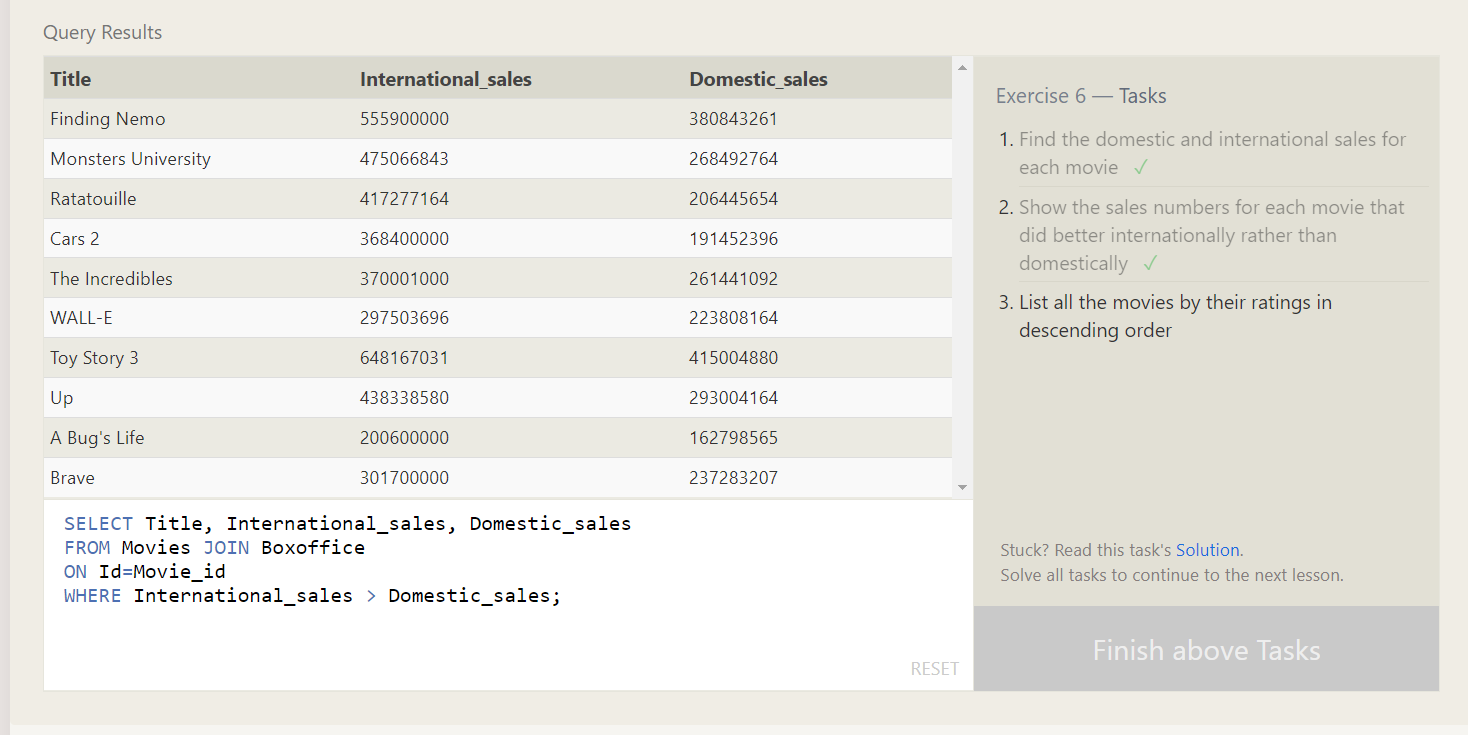 Query Results
Title International_sales Domestic_sales
Finding Nemo 555900000 380843261
Monsters University 475066843 268492764
Ratatouille 417277164 206445654
Cars 2 368400000 191452396
The Incredibles 370001000 261441092
WALL-E 297503696 223808164
Toy Story 3 648167031 415004880
Up 438338580 293004164
A Bug's Life 200600000 162798565
Brave 301700000 237283207
SELECT Title, International_sales, Domestic_sales
FROM Movies JOIN Boxoffice
ON Id=Movie_id
WHERE International_sales > Domestic_sales;
RESET
Exercise 6 — Tasks
1. Find the domestic and international sales for
each movie ✓
2. Show the sales numbers for each movie that
did better internationally rather than
domestically ✓
3. List all the movies by their ratings in
descending order
Stuck? Read this task's Solution.
Solve all tasks to continue to the next lesson.
Finish above Tasks